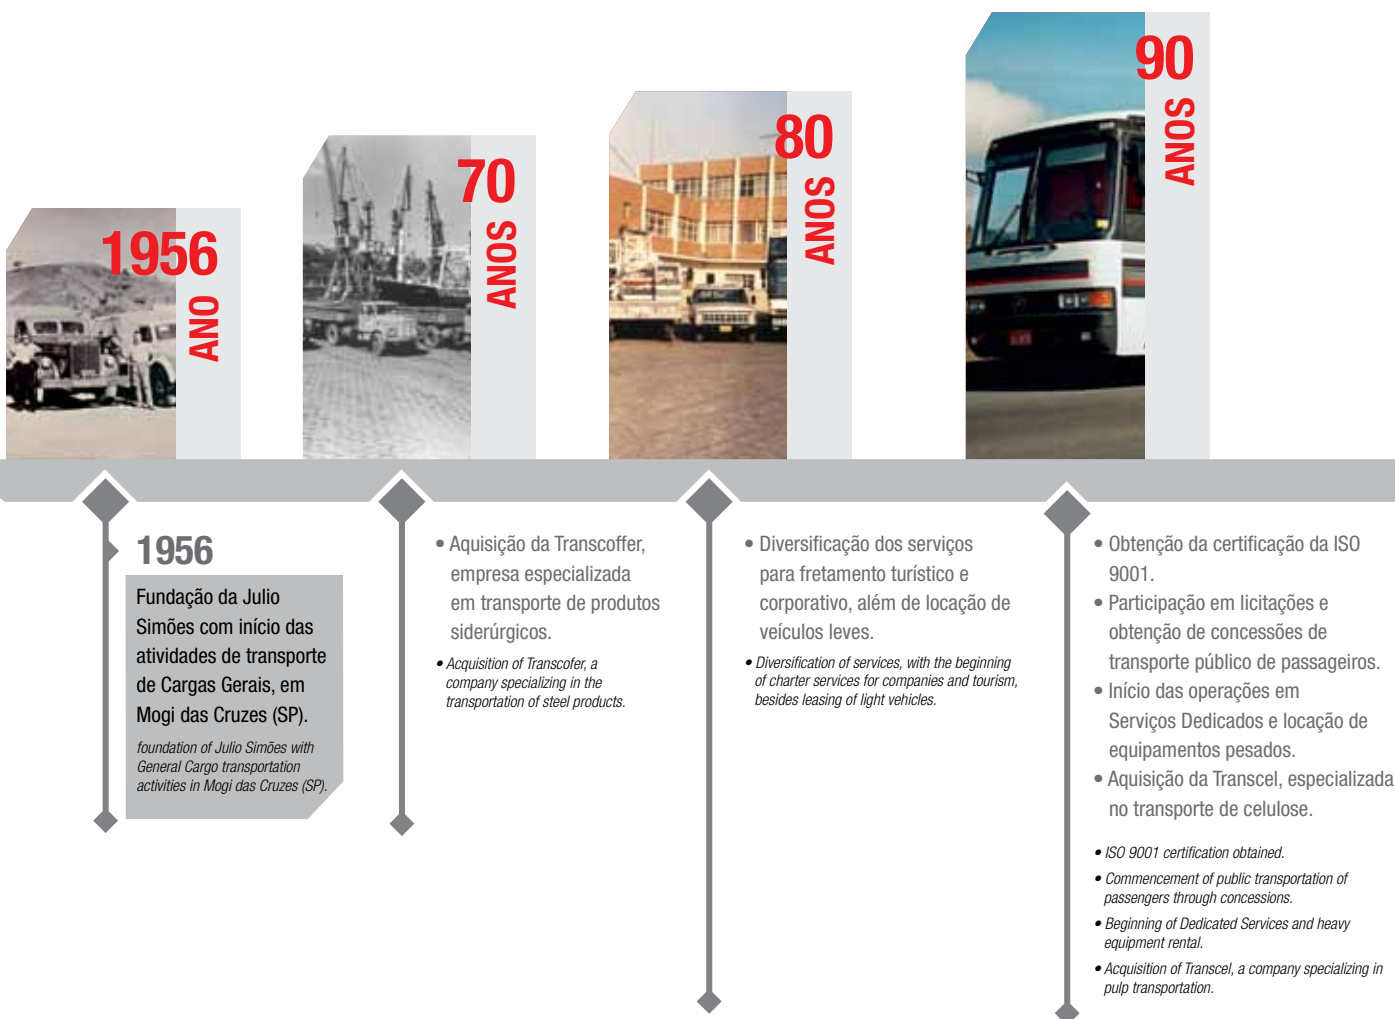 1956
ANO
70
ANOS
80
ANOS
90
ANOS
1956
Fundação da Julio
Simões com início das
atividades de transporte
de Cargas Gerais, em
Mogi das Cruzes (SP).
foundation of Julio Simões with
General Cargo transportation
activities in Mogi das Cruzes (SP).
• Aquisição da Transcoffer,
empresa especializada
em transporte de produtos
siderúrgicos.
• Acquisition of Transcofer, a
company specializing in the
transportation of steel products.
• Diversificação dos serviços
para fretamento turístico e
corporativo, além de locação de
veículos leves.
• Diversification of services, with the beginning
of charter services for companies and tourism,
besides leasing of light vehicles.
• Obtenção da certificação da ISO
9001.
• Participação em licitações e
obtenção de concessões de
transporte público de passageiros.
• Início das operações em
Serviços Dedicados e locação de
equipamentos pesados.
• Aquisição da Transcel, especializada
no transporte de celulose.
• ISO 9001 certification obtained.
• Commencement of public transportation of
passengers through concessions.
• Beginning of Dedicated Services and heavy
equipment rental.
• Acquisition of Transcel, a company specializing in
pulp transportation.